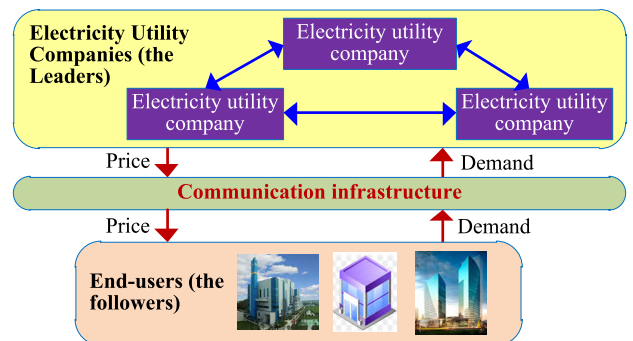 Electricity Utility
Companies (the
Leaders)
Electricity utility
company
Electricity utility
company
Electricity utility
company
Price
Demand
Communication infrastructure
Price
Demand
End-users (the
followers)